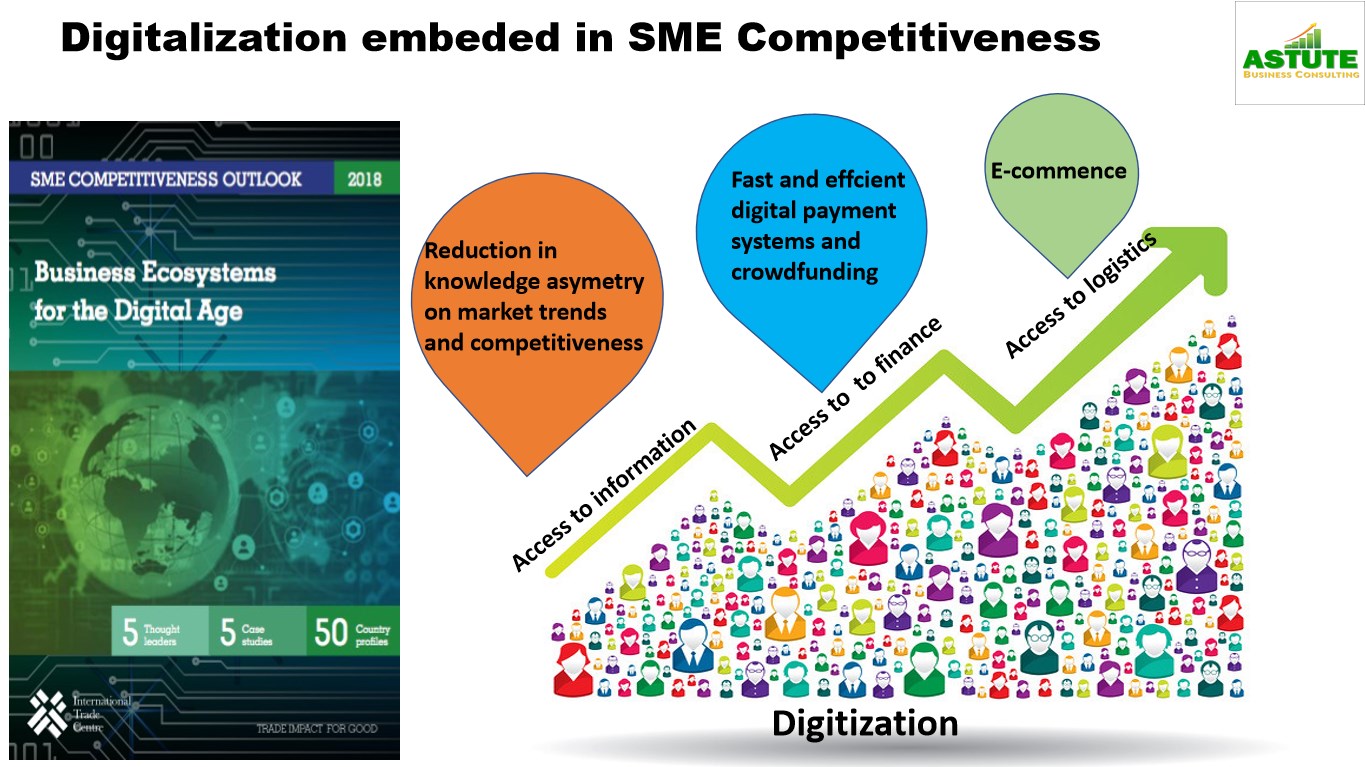 Digitalization embeded in SME Competitiveness
ASTUTE
BUSINESS CONSULTING
SME COMPETITIVENESS OUTLOOK 2018
Business Ecosystems
for the Digital Age
5 Thought
leaders
5 Case
studies
50 Country
profiles
International
Trade
Centre
TRADE IMPACT FOR GOOD
Reduction in
knowledge asymetry
on market trends
and competitiveness
Fast and effcient
digital payment
systems and
crowdfunding
E-commence
Access to information
Access to  to finance
Access to logistics
Digitization